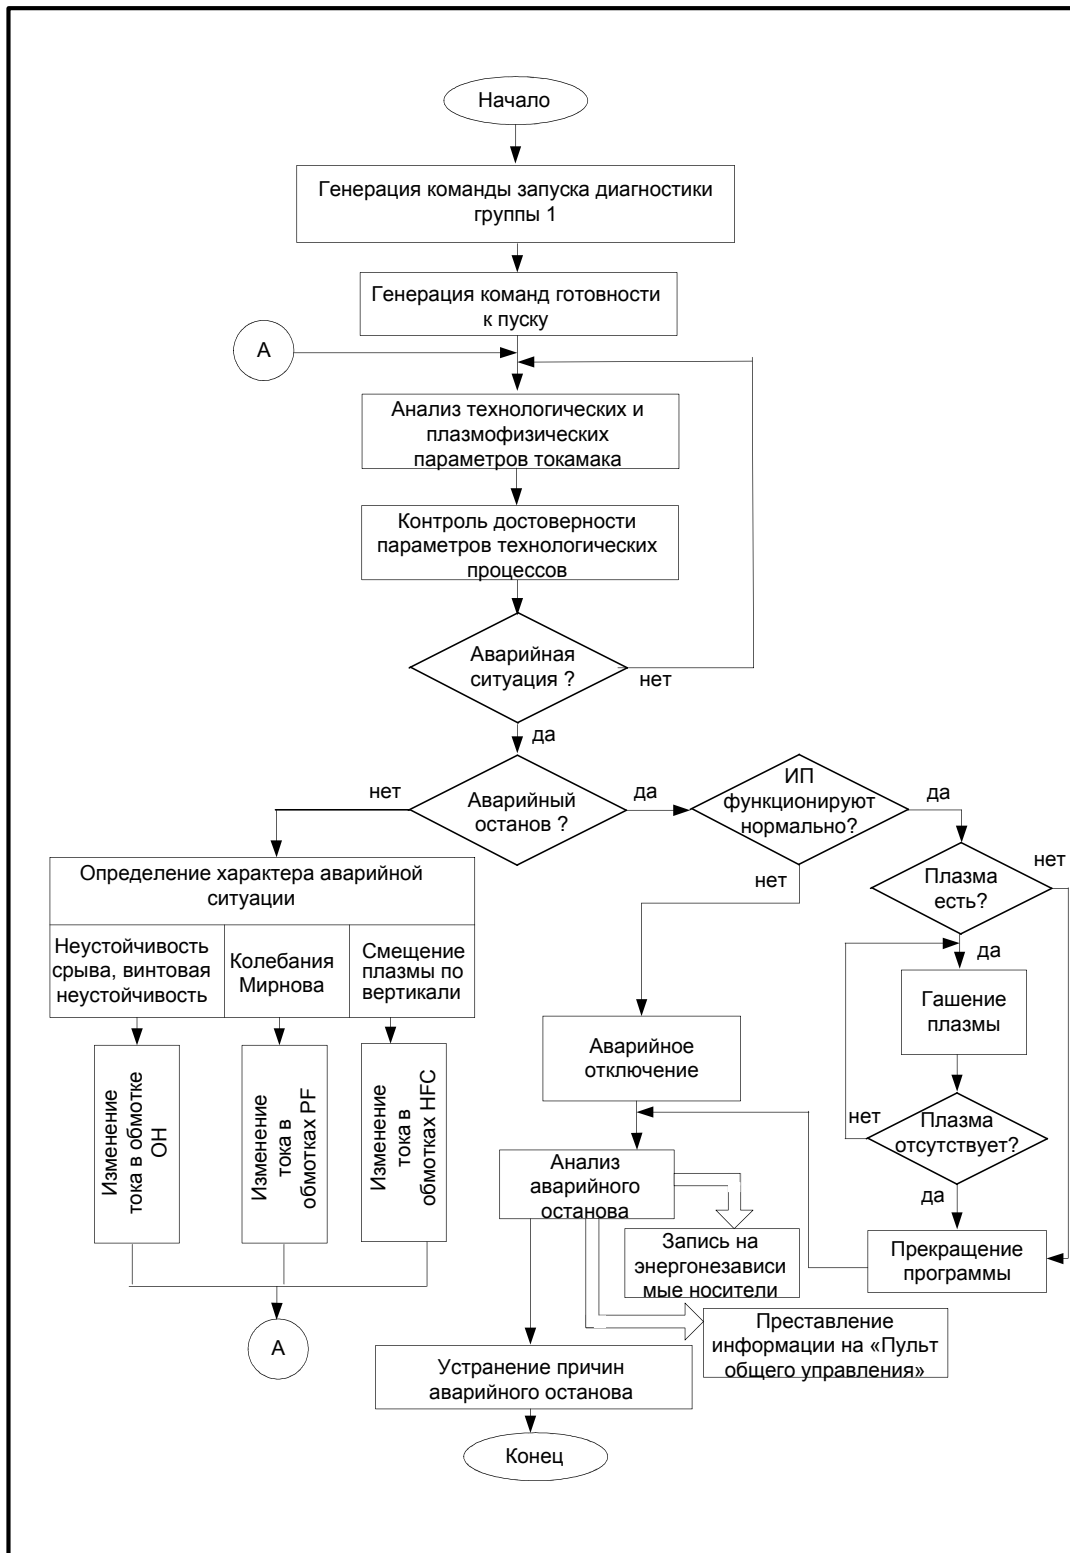 Начало
Генерация команды запуска диагностики
группы 1
Генерация команд готовности
к пуску
А
Анализ технологических и
плазмофизических
параметров токамака
Контроль достоверности
параметров технологических
процессов
Аварийная
ситуация ?
нет
да
Аварийный
останов ?
нет
да
ИП
функционируют
нормально?
да
нет
Плазма
есть?
нет
да
Определение характера аварийной
ситуации
Неустойчивость
срыва, винтовая
неустойчивость
Колебания
Мирнова
Смещение
плазмы по
вертикали
Гашение
плазмы
Изменение
тока в обмотке
OH
Изменение
тока в
обмотках PF
Изменение
тока в
обмотках HFC
Аварийное
отключение
нет
Плазма
отсутствует?
да
Анализ
аварийного
останова
Прекращение
программы
Запись на
энергонезависи
мые носители
Преставление
информации на «Пульт
общего управления»
А
Устранение причин
аварийного останова
Конец